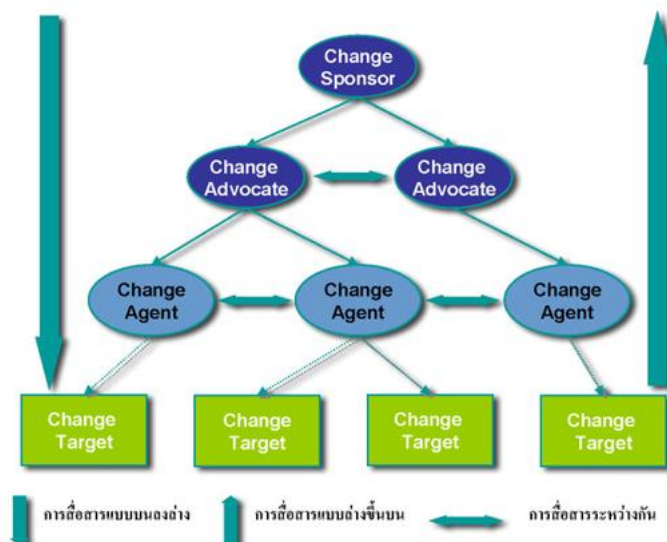 Change
Sponsor
Change
Advocate
Change
Advocate
Change
Agent
Change
Agent
Change
Agent
Change
Target
Change
Target
Change
Target
Change
Target
การสื่อสารแบบบนลงล่าง
การสื่อสารแบบล่างขึ้นบน
การสื่อสารระหว่างกัน